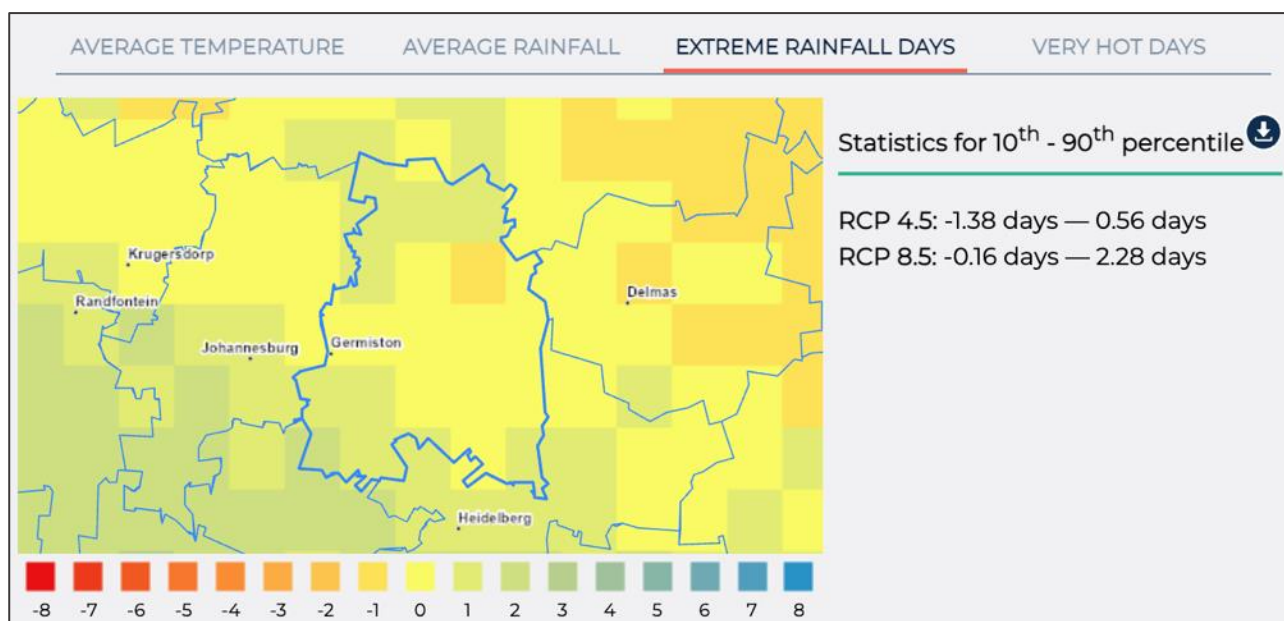 AVERAGE TEMPERATURE AVERAGE RAINFALL EXTREME RAINFALL DAYS VERY HOT DAYS
Statistics for 10th - 90th percentile
RCP 4.5: -1.38 days — 0.56 days
RCP 8.5: -0.16 days — 2.28 days
Krugersdorp
Randfontein
Delmas
Johannesburg
Germiston
Heidelberg
-8 -7 -6 -5 -4 -3 -2 -1 0 1 2 3 4 5 6 7 8